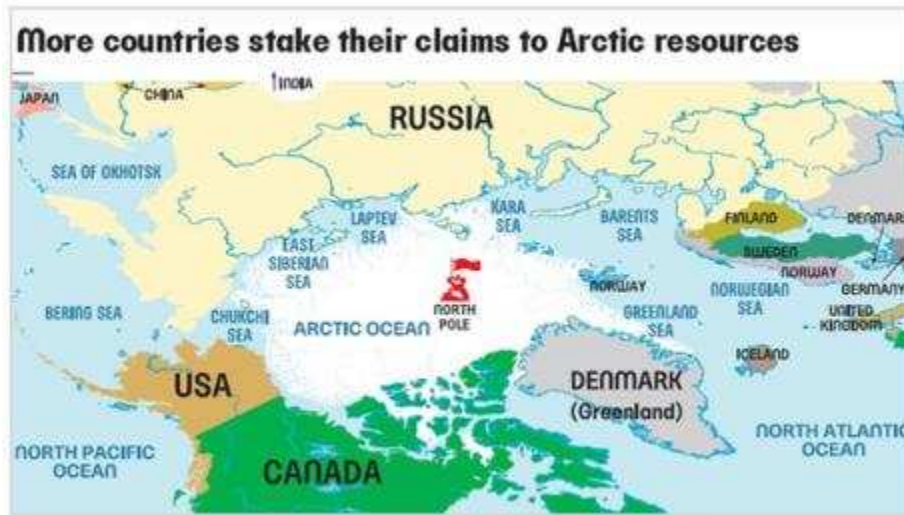 More countries stake their claims to Arctic resources
JAPAN
CHINA
INDIA
RUSSIA
SEA OF OKHOTSK
LAPTEV
SEA
KARA
SEA
BARENTS
SEA
FINLAND
DENMARK
EAST
SIBERIAN
SEA
SWEDEN
NORWAY
NORWAY
GERMANY
BERING SEA
CHUKCHI
SEA
ARCTIC OCEAN
NORTH
POLE
GREENLAND
SEA
NORWEGIAN
SEA
UNITED
KINGDOM
ICELAND
USA
DENMARK
(Greenland)
NORTH PACIFIC
OCEAN
CANADA
NORTH ATLANTIC
OCEAN